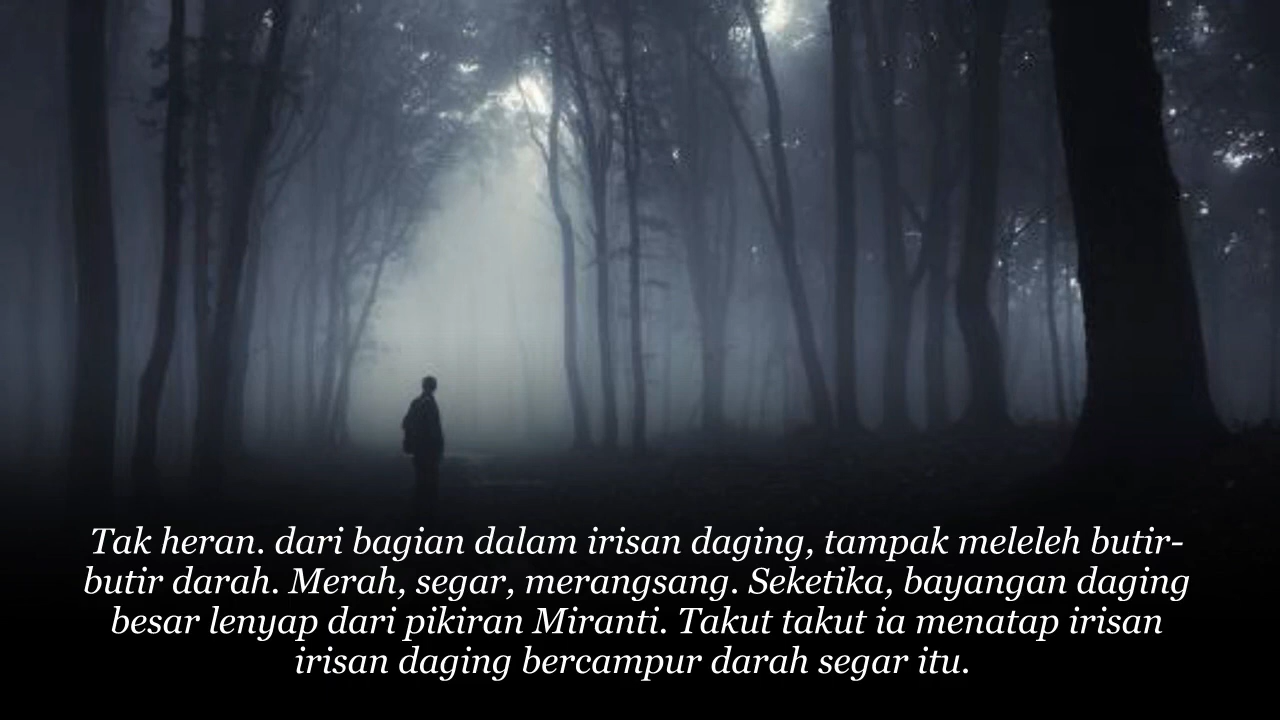 Tak heran. dari bagian dalam irisan daging, tampak meleleh butir-
butir darah. Merah, segar, merangsang. Seketika, bayangan daging
besar lenyap dari pikiran Miranti. Takut takut ia menatap irisan
irisan daging bercampur darah segar itu.